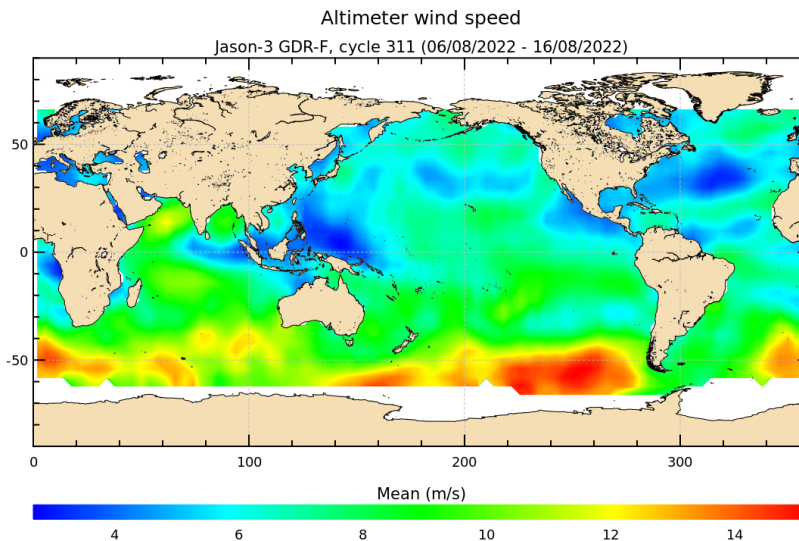 Altimeter wind speed
Jason-3 GDR-F, cycle 311 (06/08/2022 - 16/08/2022)
50
0
-50
0 100 200 300
Mean (m/s)
4 6 8 10 12 14